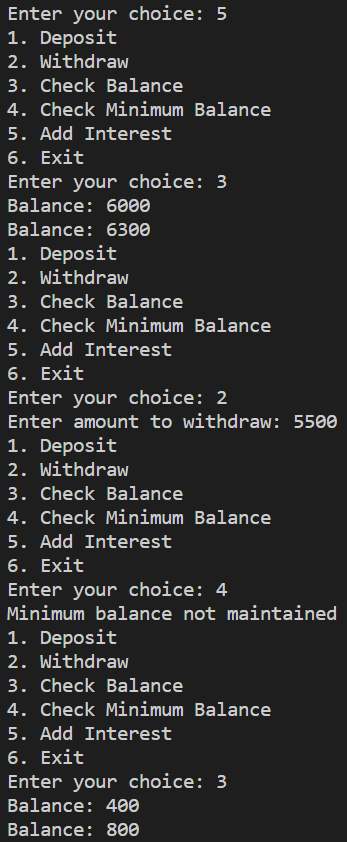 Enter your choice: 5
1. Deposit
2. Withdraw
3. Check Balance
4. Check Minimum Balance
5. Add Interest
6. Exit
Enter your choice: 3
Balance: 6000
Balance: 6300
1. Deposit
2. Withdraw
3. Check Balance
4. Check Minimum Balance
5. Add Interest
6. Exit
Enter your choice: 2
Enter amount to withdraw: 5500
1. Deposit
2. Withdraw
3. Check Balance
4. Check Minimum Balance
5. Add Interest
6. Exit
Enter your choice: 4
Minimum balance not maintained
1. Deposit
2. Withdraw
3. Check Balance
4. Check Minimum Balance
5. Add Interest
6. Exit
Enter your choice: 3
Balance: 400
Balance: 800